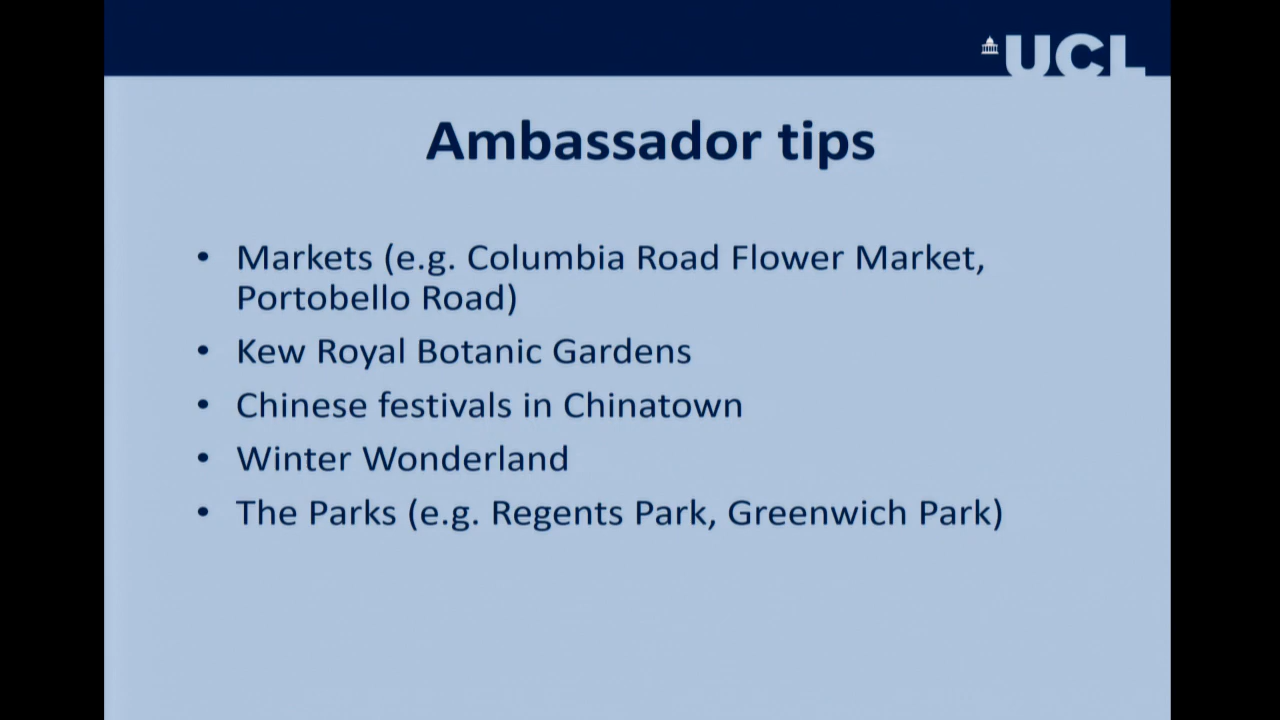 UCL
Ambassador tips
• Markets (e.g. Columbia Road Flower Market,
Portobello Road)
• Kew Royal Botanic Gardens
• Chinese festivals in Chinatown
• Winter Wonderland
• The Parks (e.g. Regents Park, Greenwich Park)